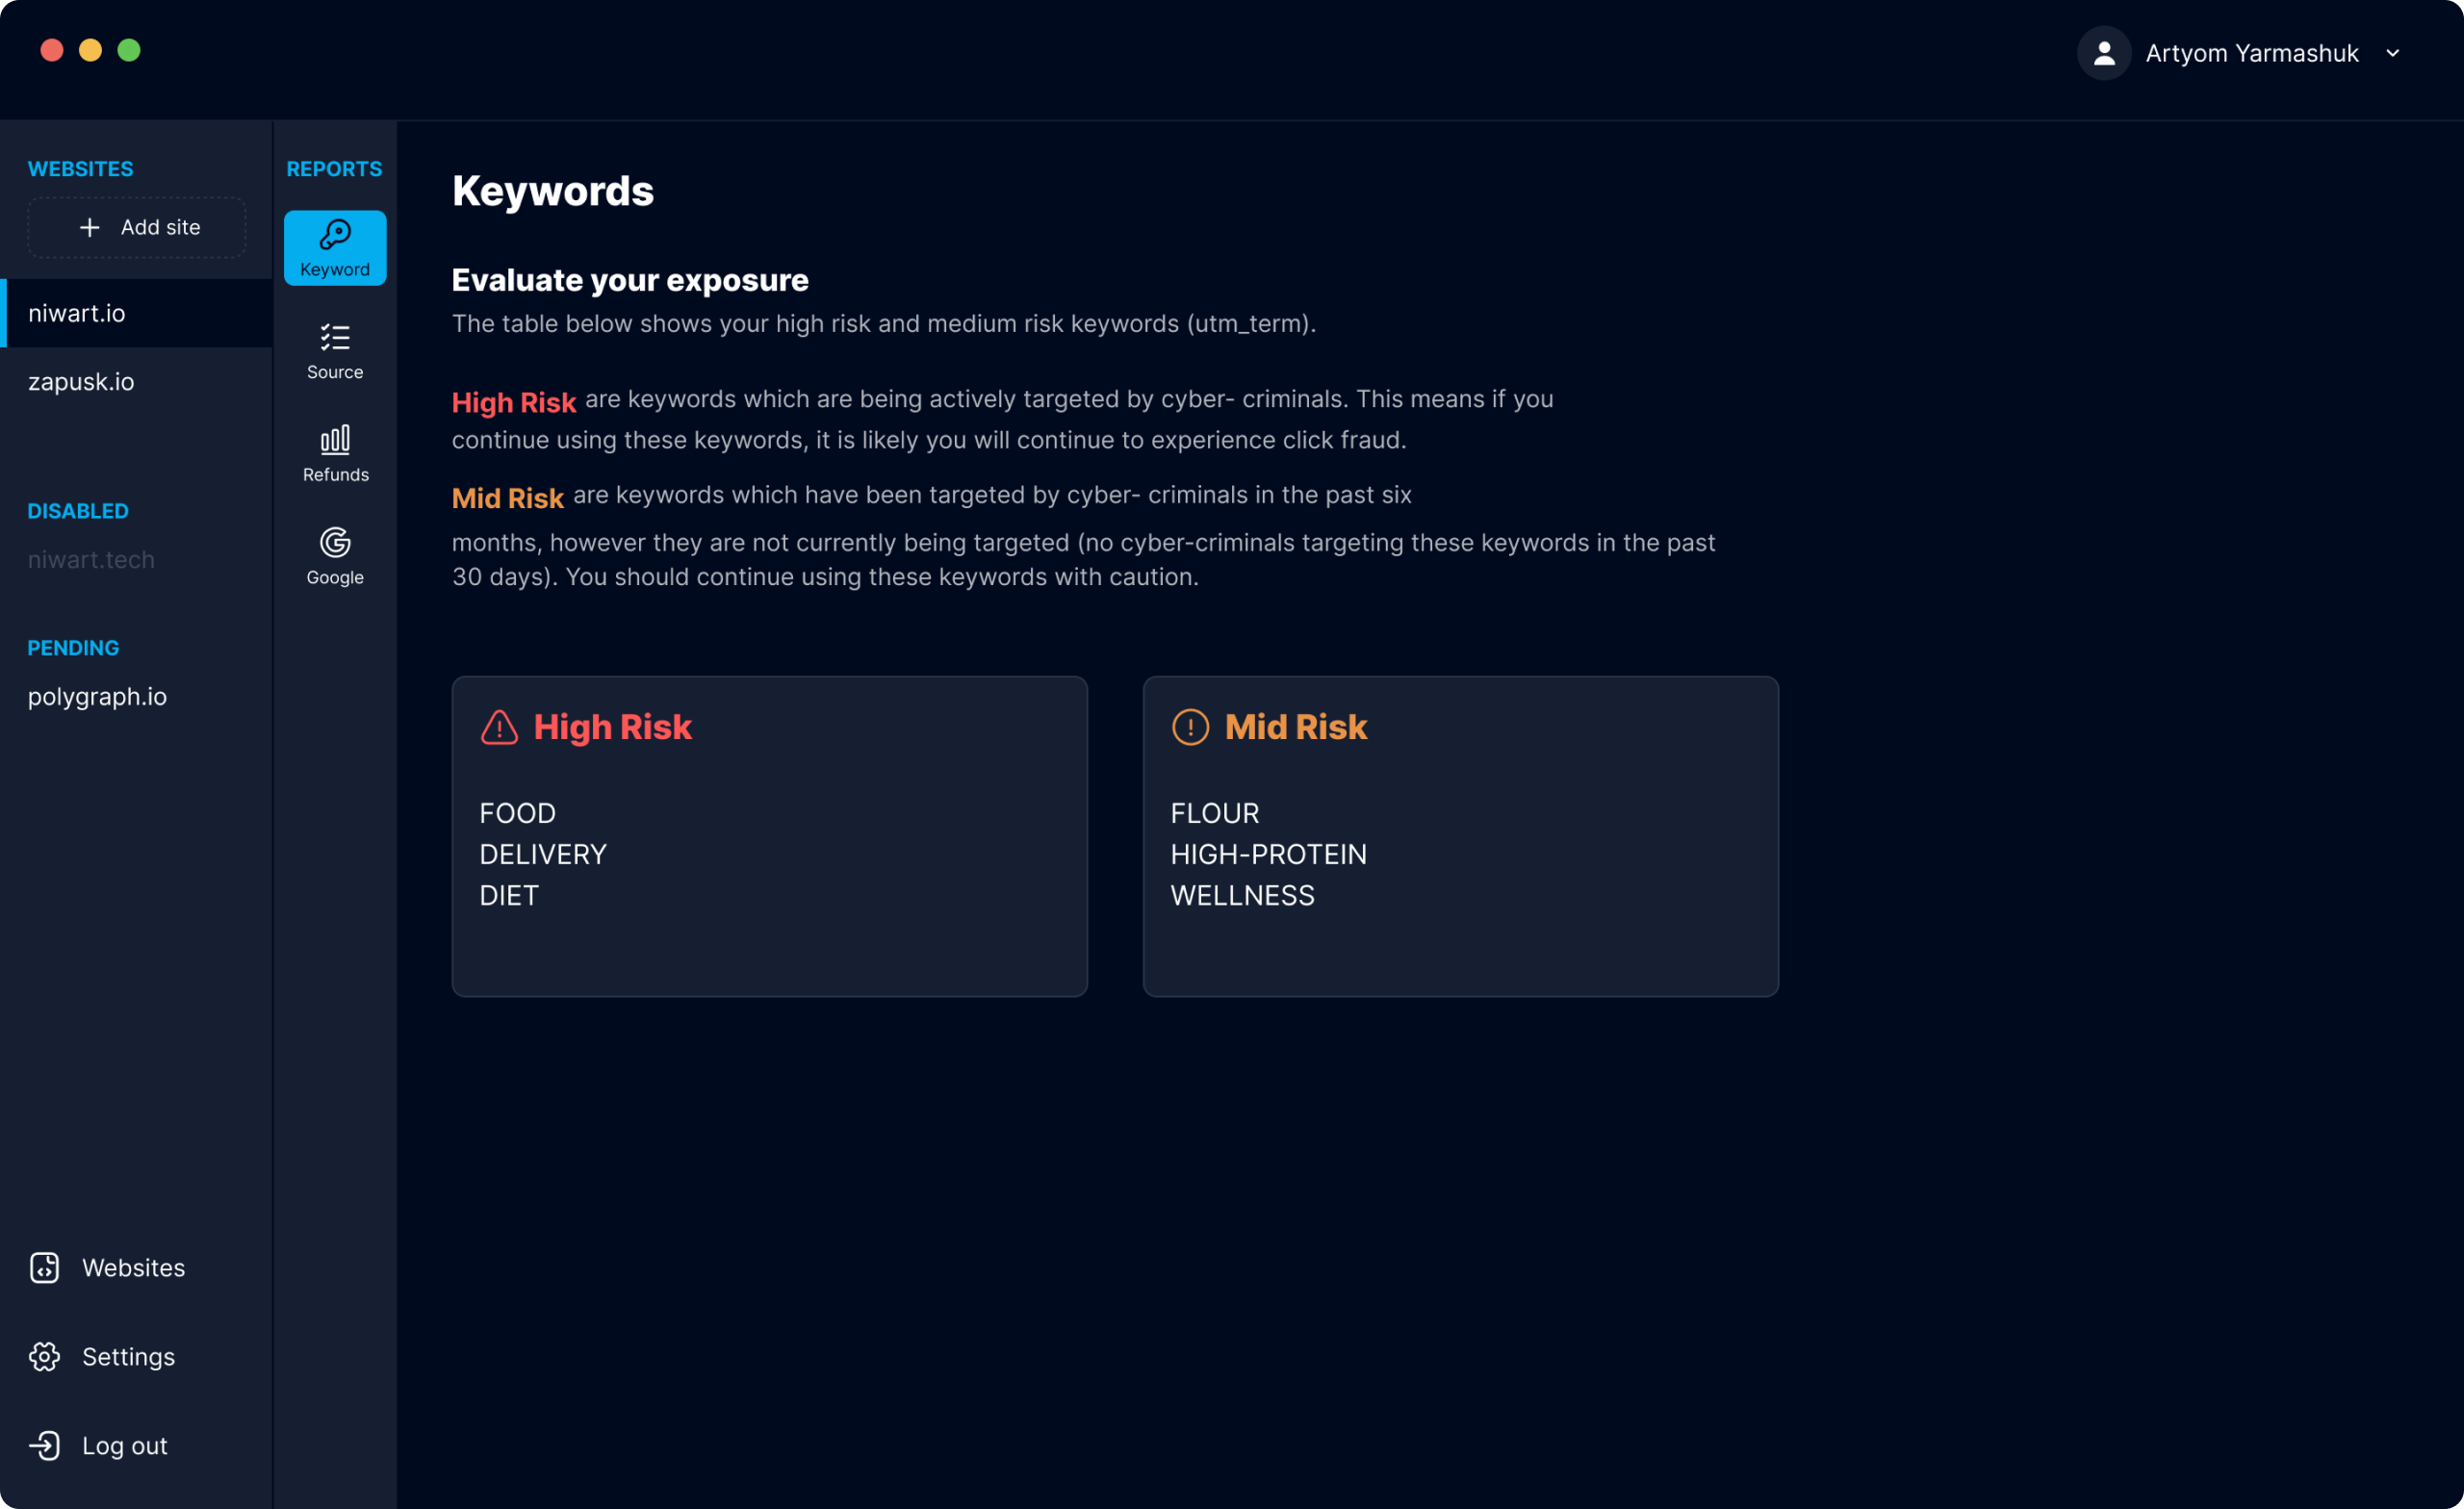 Artyom Yarmashuk
WEBSITES
Add site
niwart.io
zapusk.io
DISABLED
niwart.tech
PENDING
polygraph.io
Websites
Settings
Log out
REPORTS
Keyword
Source
Refunds
Google
Keywords
Evaluate your exposure
The table below shows your high risk and medium risk keywords (utm_term).
High Risk are keywords which are being actively targeted by cyber- criminals. This means if you
continue using these keywords, it is likely you will continue to experience click fraud.
Mid Risk are keywords which have been targeted by cyber- criminals in the past six
months, however they are not currently being targeted (no cyber-criminals targeting these keywords in the past
30 days). You should continue using these keywords with caution.
High Risk
FOOD
DELIVERY
DIET
Mid Risk
FLOUR
HIGH-PROTEIN
WELLNESS